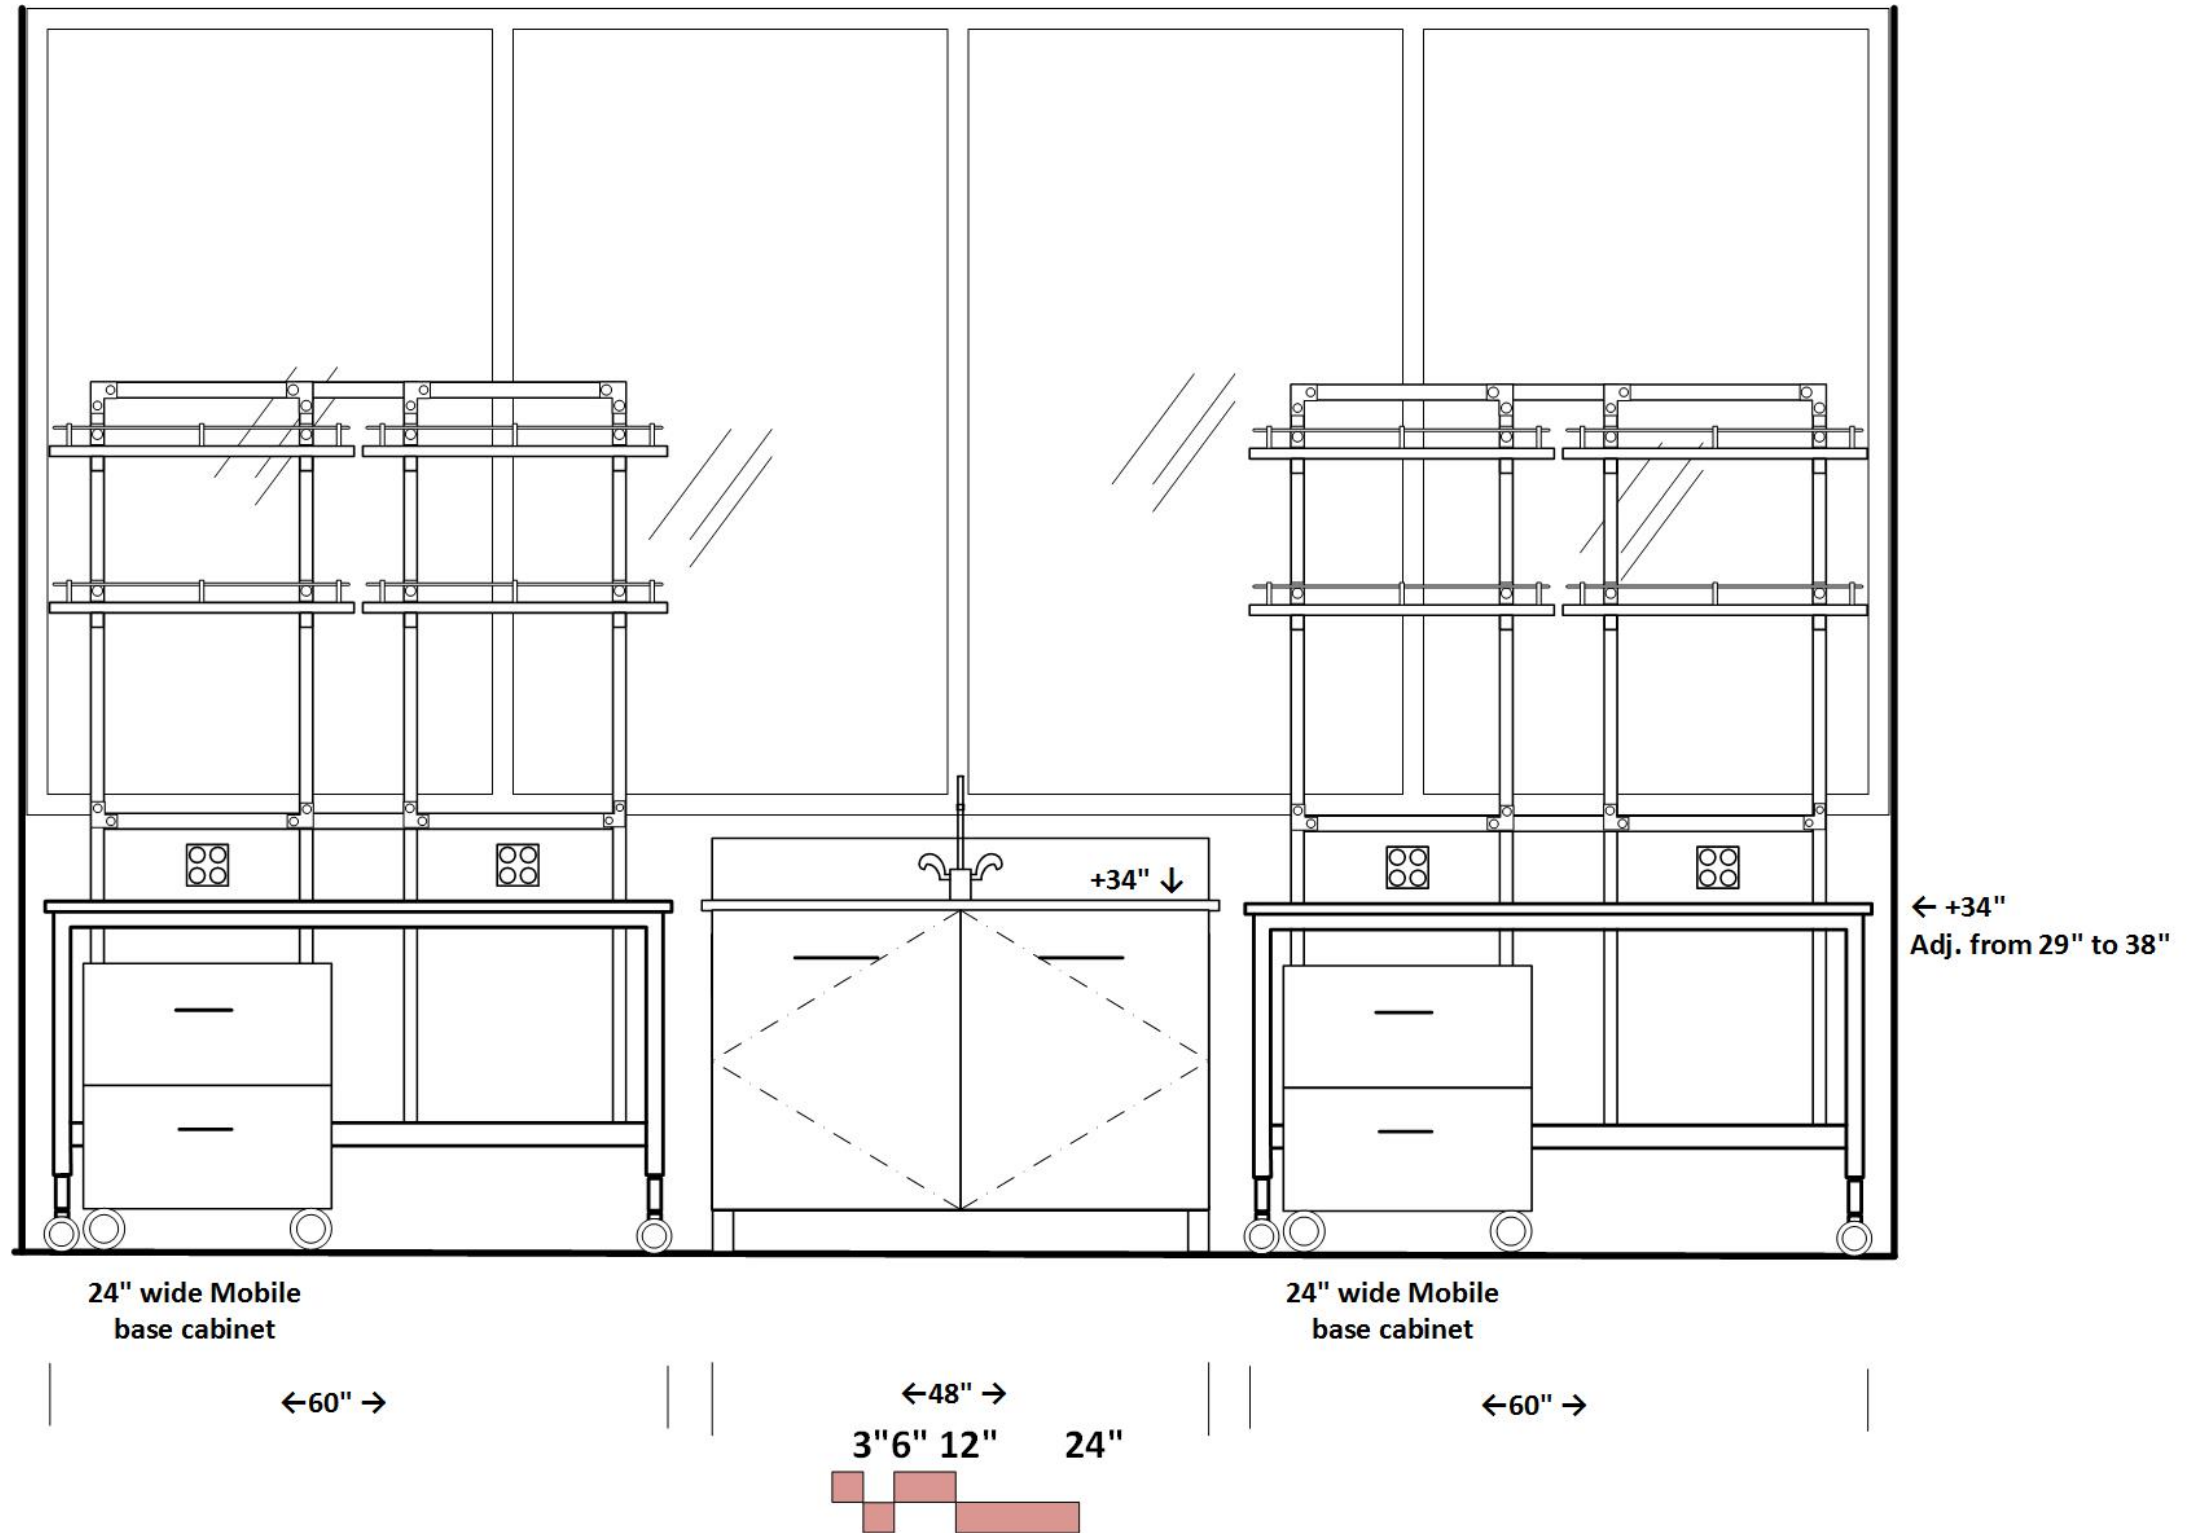 +34" ↓
← +34"
Adj. from 29" to 38"
24" wide Mobile
base cabinet
24" wide Mobile
base cabinet
←60" →
←48" →
←60" →
3"6" 12" 24"